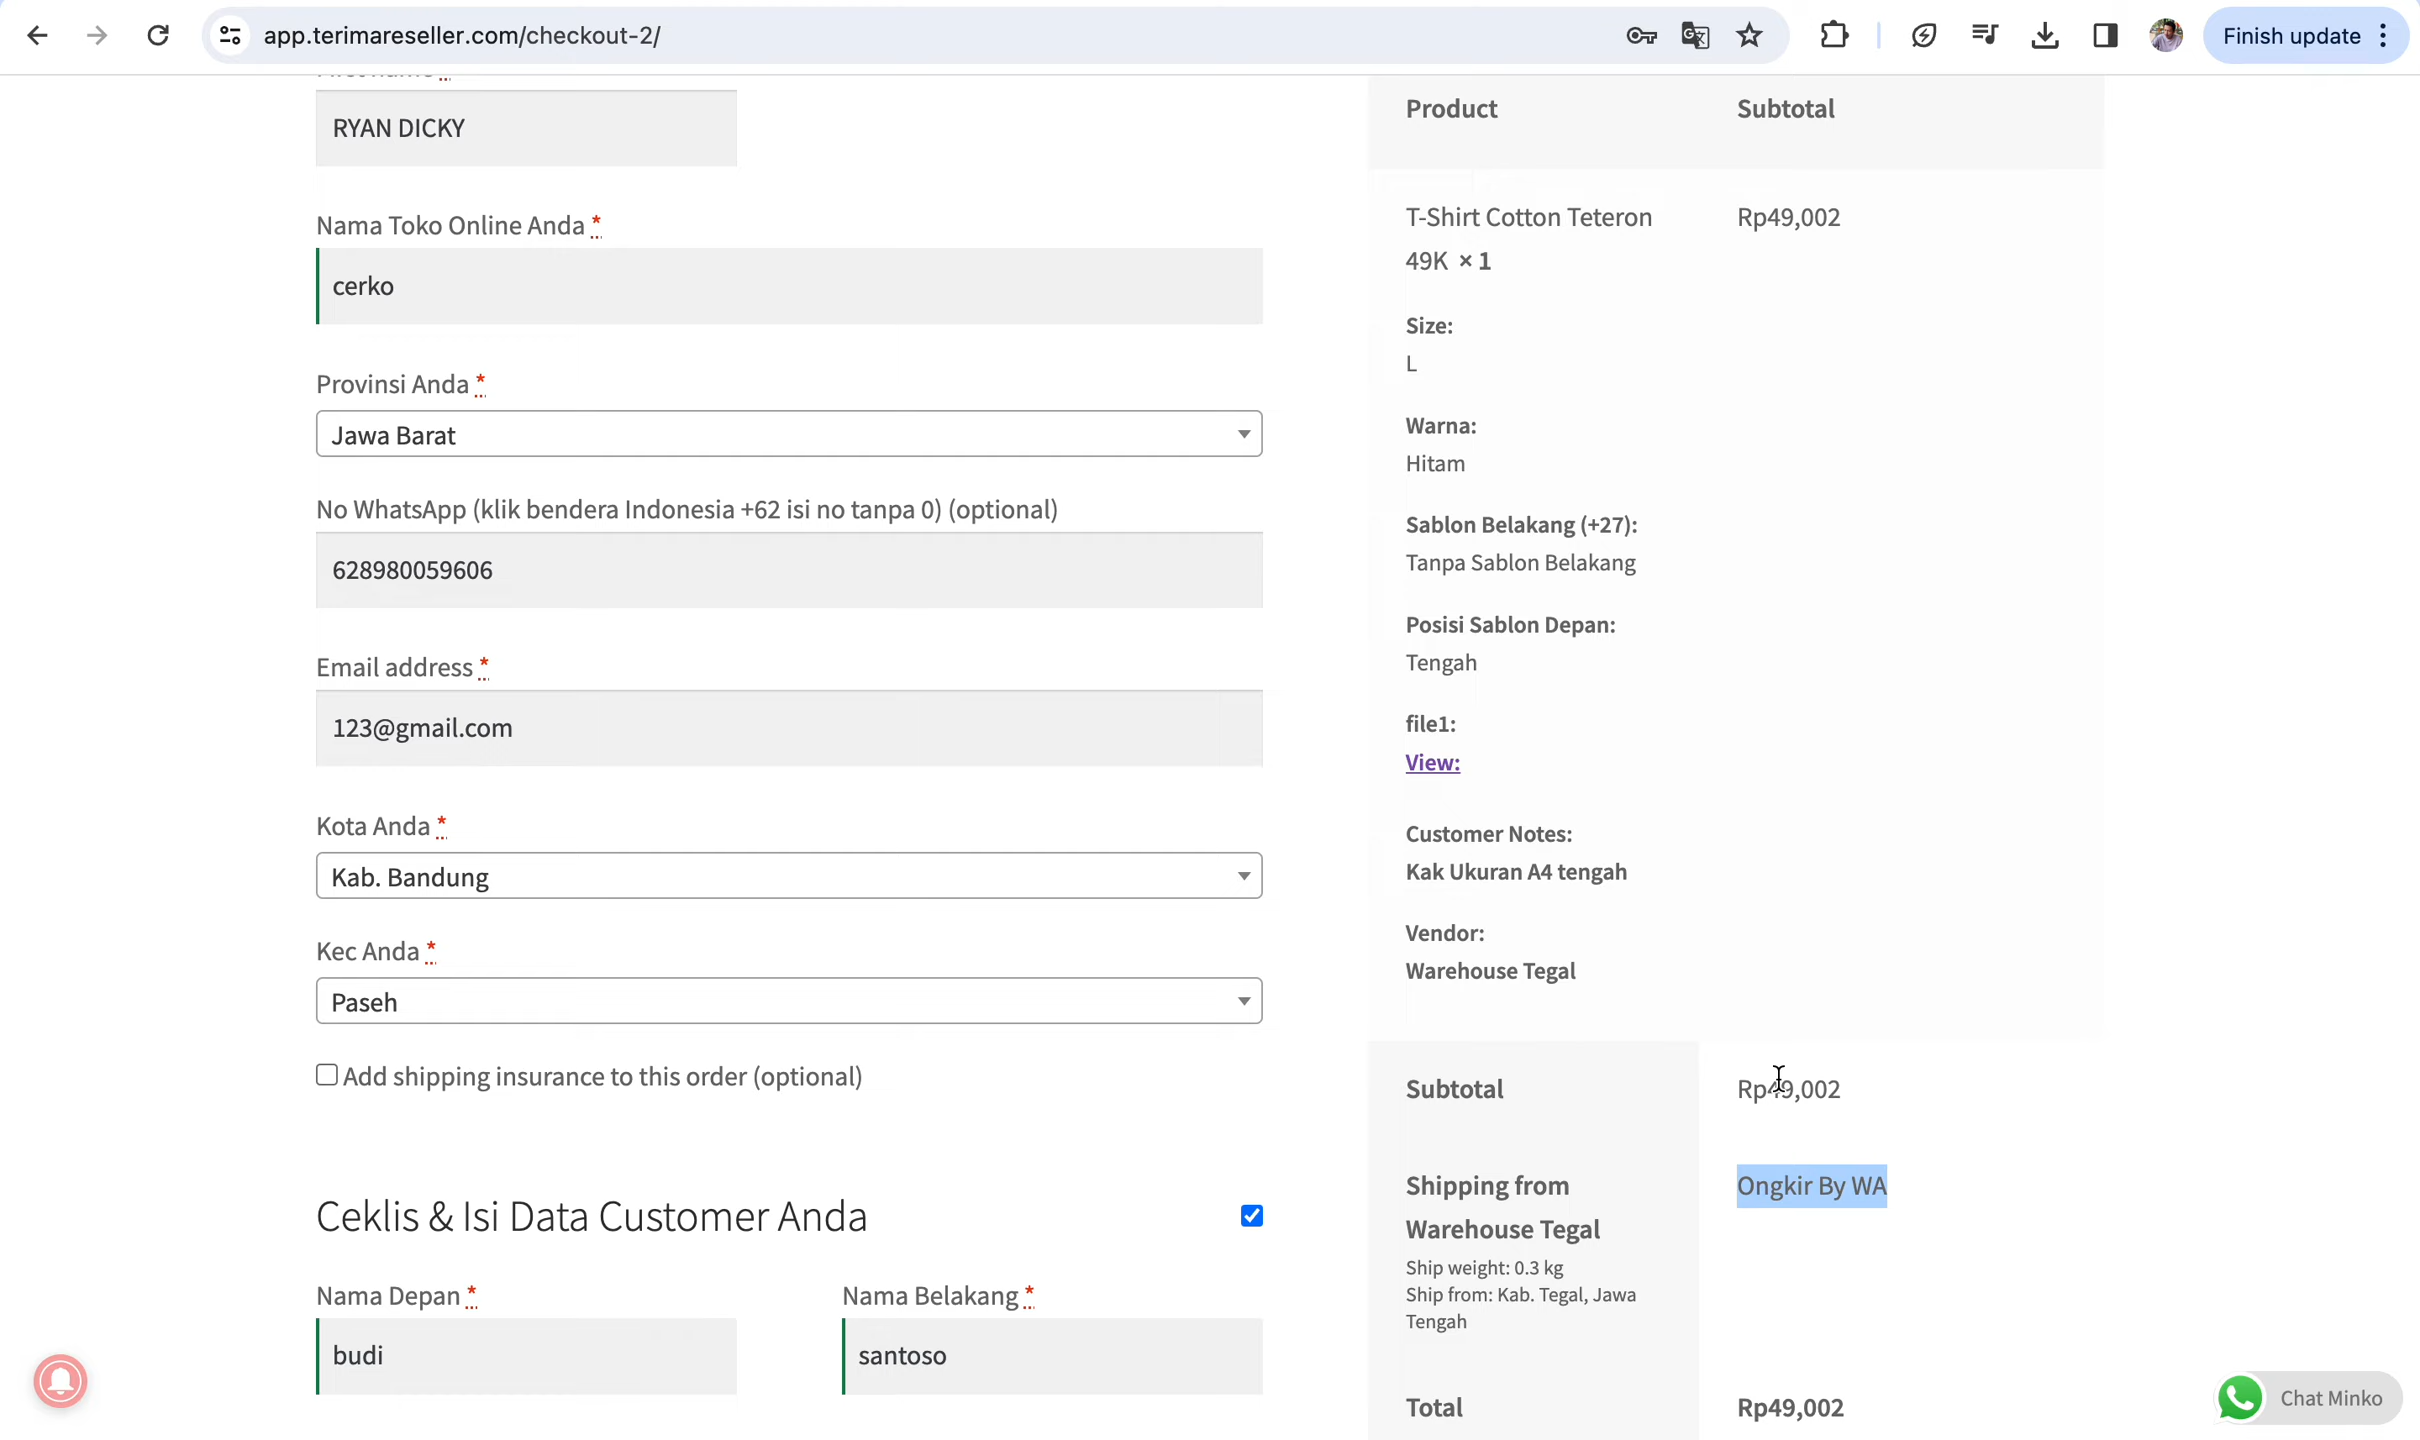 app.terimareseller.com/checkout-2/
Finish update
RYAN DICKY
Nama Toko Online Anda *
cerko
Provinsi Anda *
Jawa Barat
No WhatsApp (klik bendera Indonesia +62 isi no tanpa 0) (optional)
628980059606
Email address *
123@gmail.com
Kota Anda *
Kab. Bandung
Kec Anda *
Paseh
Add shipping insurance to this order (optional)
Ceklis & Isi Data Customer Anda
Nama Depan *
Nama Belakang *
budi
santoso
Product
Subtotal
T-Shirt Cotton Teteron
Rp49,002
49K × 1
Size:
L
Warna:
Hitam
Sablon Belakang (+27):
Tanpa Sablon Belakang
Posisi Sablon Depan:
Tengah
file1:
View:
Customer Notes:
Kak Ukuran A4 tengah
Vendor:
Warehouse Tegal
Subtotal
Rp49,002
Shipping from
Ongkir By WA
Warehouse Tegal
Ship weight: 0.3 kg
Ship from: Kab. Tegal, Jawa
Tengah
Total
Rp49,002
Chat Minko